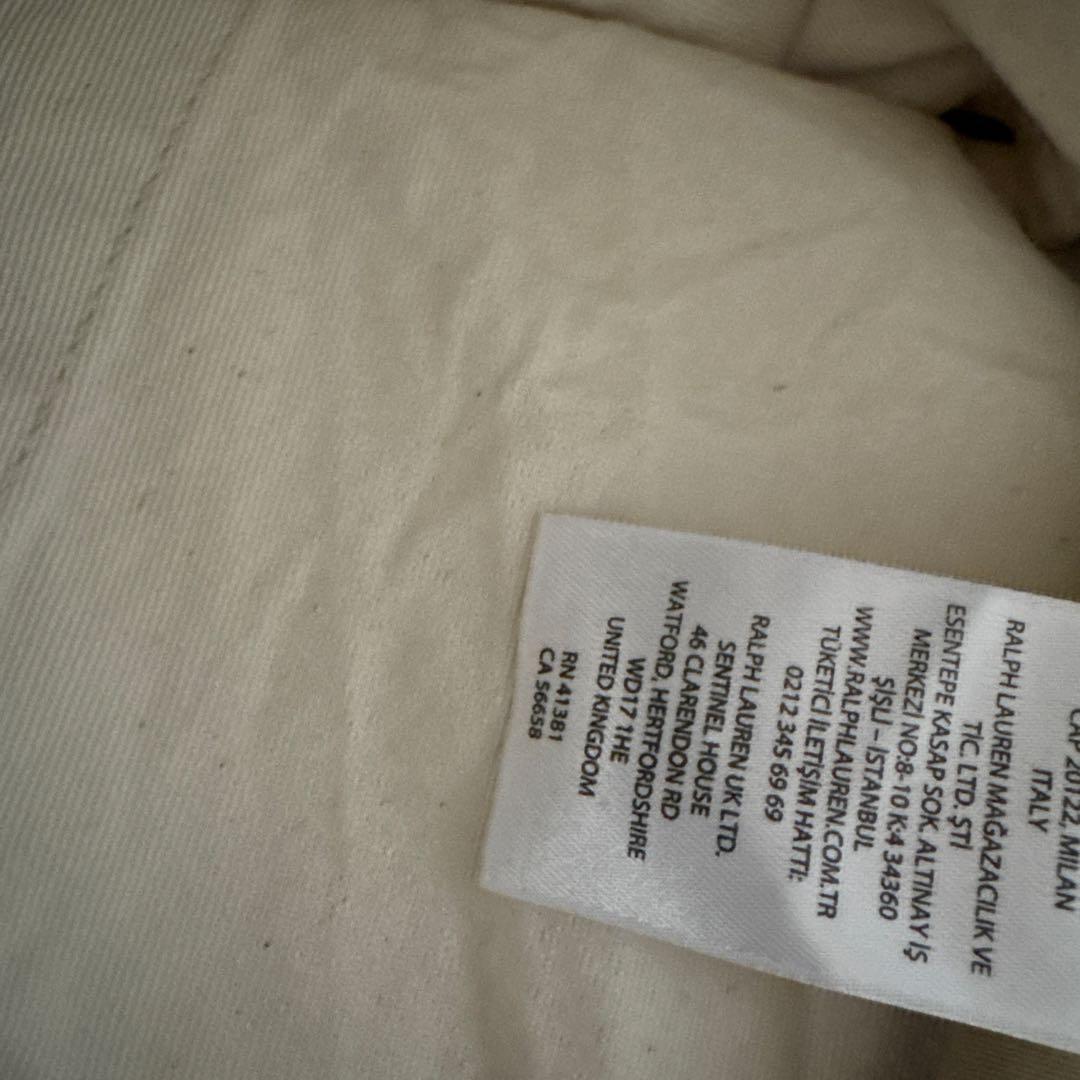 CAP 20122, MILAN
ITALY
RALPH LAUREN MAĞAZACILIK VE
TİC. LTD. ŞTİ
ESENTEPE KASAP SOK. ALTINAY İŞ
MERKEZİ NO:8-10 K:4 34360
ŞİŞLİ – ISTANBUL
WWW.RALPHLAUREN.COM.TR
TÜKETİCİ İLETİŞİM HATTI:
0212 345 69 69
RALPH LAUREN UK LTD.
SENTINEL HOUSE
46 CLARENDON RD
WATFORD, HERTFORDSHIRE
WD17 1HE
UNITED KINGDOM
RN 41381
CA 56658